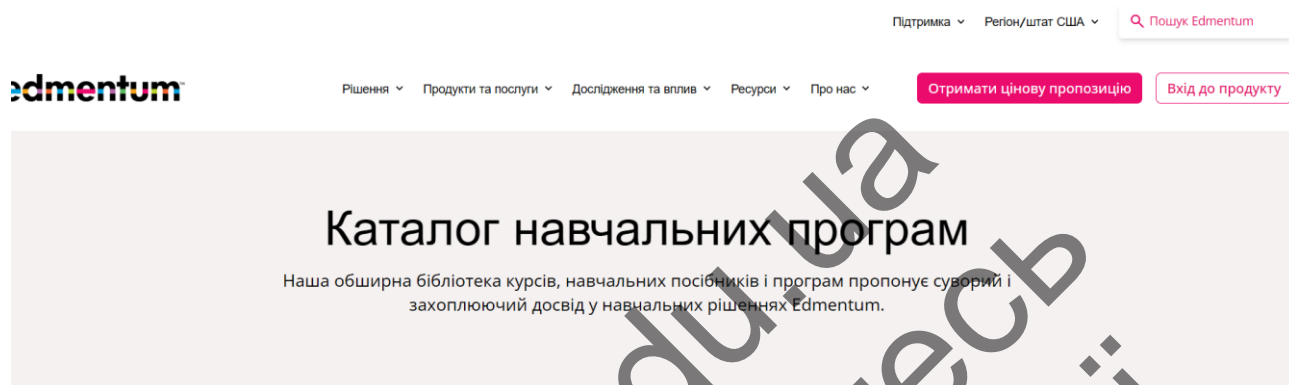 Підтримка Регіон/штат США Пошук Edmentum
edmentum
Рішення Продукти та послуги Дослідження та вплив Ресурси Про нас Отримати цінову пропозицію Вхід до продукту
Каталог навчальних програм
Наша обширна бібліотека курсів, навчальних посібників і програм пропонує суворий і
захоплюючий досвід у навчальних рішеннях Edmentum.